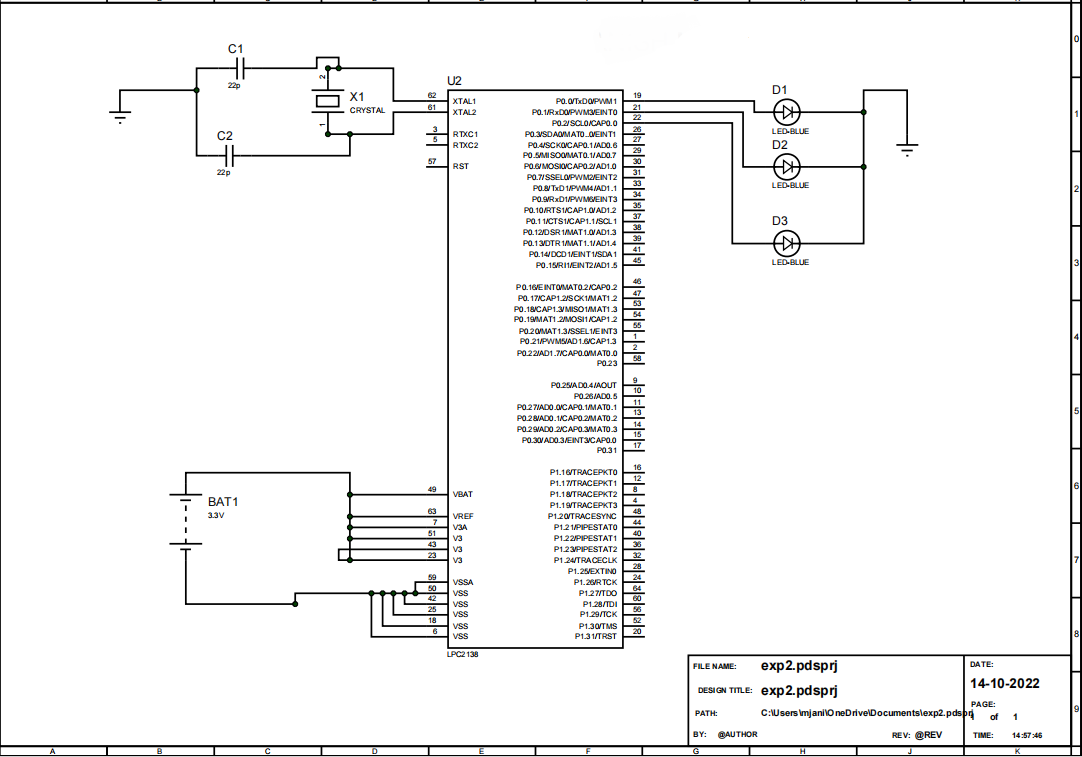 C1
22p
2
X1
CRYSTAL
1
C2
22p
U2
62 XTAL1
61 XTAL2
3 RTXC1
5 RTXC2
57 RST
49 VBAT
63 VREF
7 V3A
51 V3
43 V3
23 V3
59 VSSA
50 VSS
42 VSS
25 VSS
18 VSS
6 VSS
LPC2138
P0.0/TxD0/PWM1 19
P0.1/RxD0/PWM3/EINT0 21
P0.2/SCL0/CAP0.0 22
P0.3/SDA0/MAT0.0/EINT1 26
P0.4/SCK0/CAP0.1/AD0.6 27
P0.5/MISO0/MAT0.1/AD0.7 29
P0.6/MOSI0/CAP0.2/AD1.0 30
P0.7/SSEL0/PWM2/EINT2 31
P0.8/TxD1/PWM4/AD1.1 33
P0.9/RxD1/PWM6/EINT3 34
P0.10/RTS1/CAP1.0/AD1.2 35
P0.11/CTS1/CAP1.1/SCL1 37
P0.12/DSR1/MAT1.0/AD1.3 38
P0.13/DTR1/MAT1.1/AD1.4 39
P0.14/DCD1/EINT1/SDA1 41
P0.15/RI1/EINT2/AD1.5 45
P0.16/EINT0/MAT0.2/CAP0.2 46
P0.17/CAP1.2/SCK1/MAT1.2 47
P0.18/CAP1.3/MISO1/MAT1.3 53
P0.19/MAT1.2/MOSI1/CAP1.2 54
P0.20/MAT1.3/SSEL1/EINT3 55
P0.21/PWM5/AD1.6/CAP1.3 1
P0.22/AD1.7/CAP0.0/MAT0.0 2
P0.23 58
P0.25/AD0.4/AOUT 9
P0.26/AD0.5 10
P0.27/AD0.0/CAP0.1/MAT0.1 11
P0.28/AD0.1/CAP0.2/MAT0.2 13
P0.29/AD0.2/CAP0.3/MAT0.3 14
P0.30/AD0.3/EINT3/CAP0.0 15
P0.31 17
P1.16/TRACEPKT0 16
P1.17/TRACEPKT1 12
P1.18/TRACEPKT2 8
P1.19/TRACEPKT3 4
P1.20/TRACESYNC 48
P1.21/PIPESTAT0 44
P1.22/PIPESTAT1 40
P1.23/PIPESTAT2 36
P1.24/TRACECLK 32
P1.25/EXTIN0 28
P1.26/RTCK 24
P1.27/TDO 64
P1.28/TDI 60
P1.29/TCK 56
P1.30/TMS 52
P1.31/TRST 20
D1
LED-BLUE
D2
LED-BLUE
D3
LED-BLUE
BAT1
3.3V
0
1
2
3
4
5
6
7
8
9
FILE NAME: exp2.pdsprj
DESIGN TITLE: exp2.pdsprj
PATH: C:\Users\mjani\OneDrive\Documents\exp2.pdsprj
BY: @AUTHOR REV: @REV
DATE:
14-10-2022
PAGE:
1 of 1
TIME: 14:57:46
A B C D E F G H J K